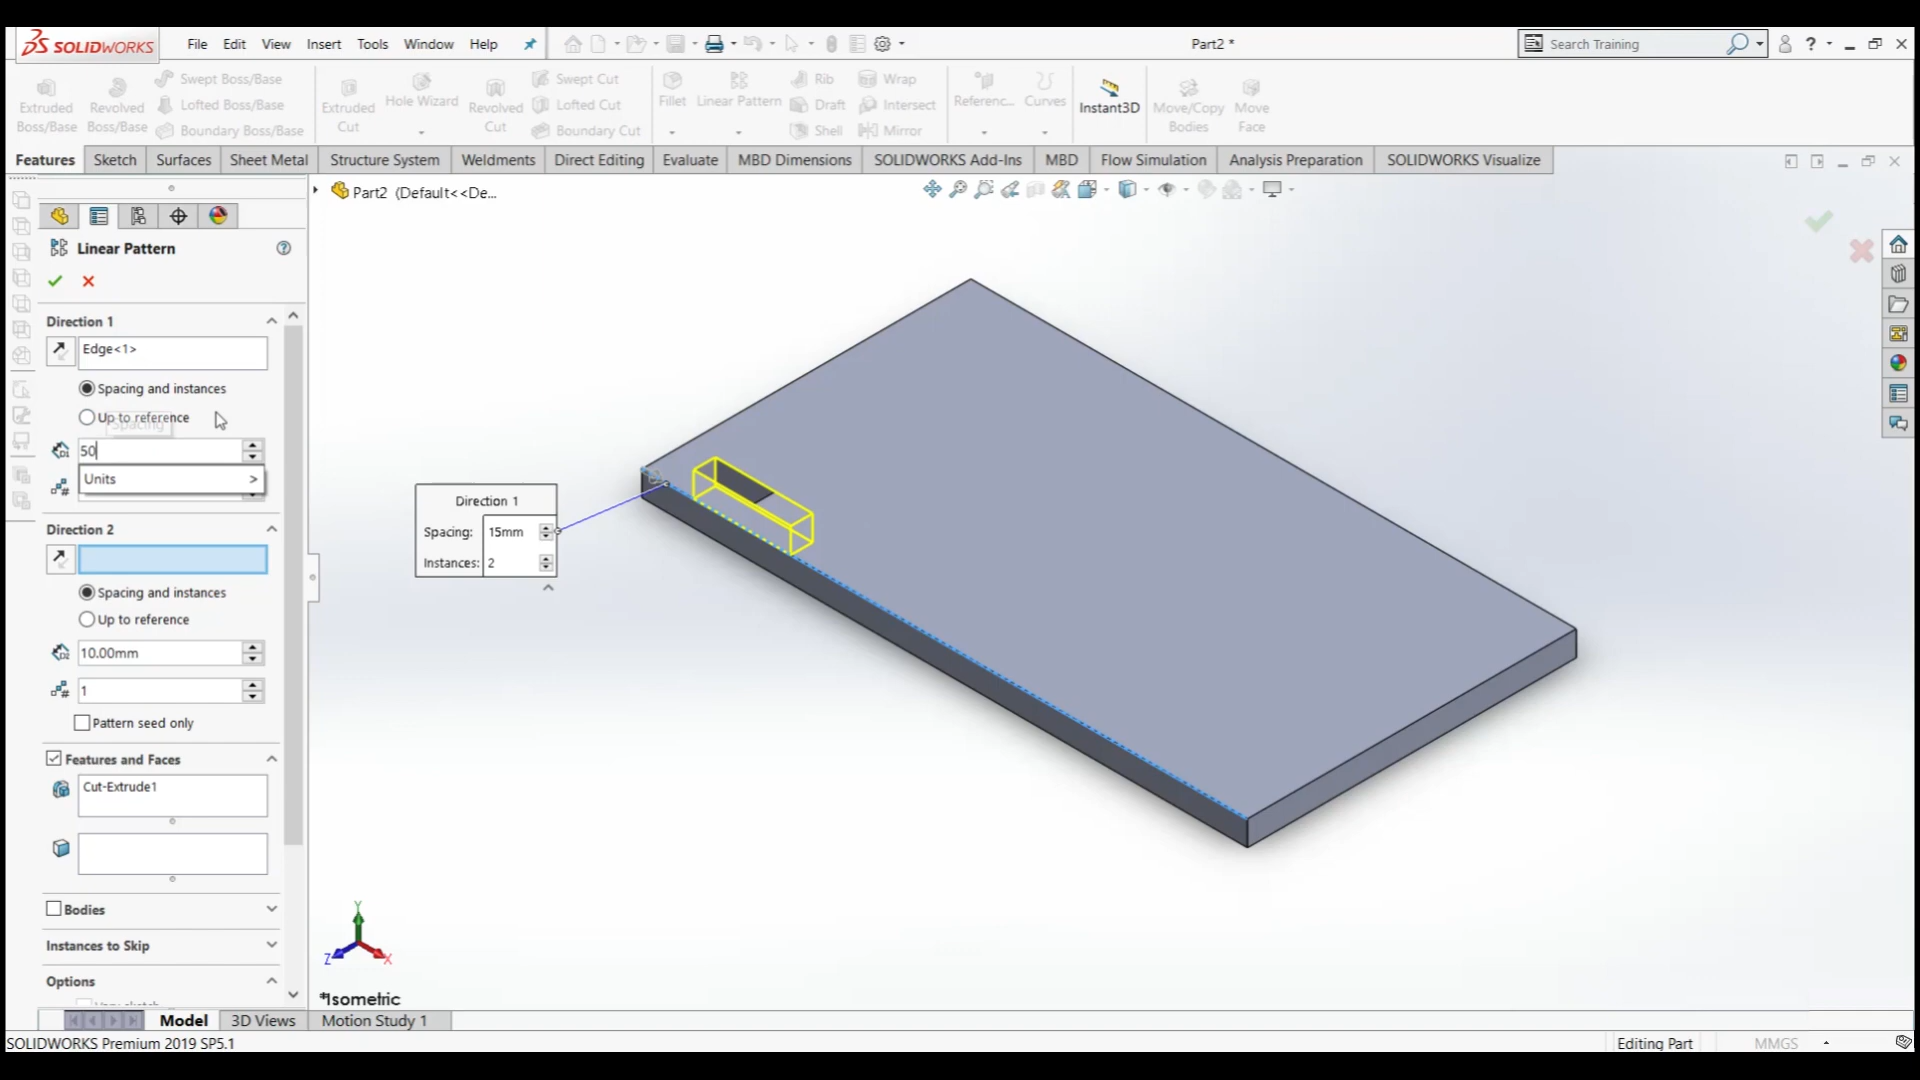 SOLIDWORKS File Edit View Insert Tools Window Help Part2 * Search Training ?
Extruded Boss/Base
Revolved Boss/Base
Swept Boss/Base
Lofted Boss/Base
Boundary Boss/Base
Extruded Cut
Hole Wizard
Revolved Cut
Swept Cut
Lofted Cut
Boundary Cut
Fillet
Linear Pattern
Rib
Draft
Shell
Wrap
Intersect
Mirror
Referenc...
Curves
Instant3D
Move/Copy Bodies
Move Face
Features Sketch Surfaces Sheet Metal Structure System Weldments Direct Editing Evaluate MBD Dimensions SOLIDWORKS Add-Ins MBD Flow Simulation Analysis Preparation SOLIDWORKS Visualize
Part2 (Default<<De...
Linear Pattern
Direction 1
Edge<1>
Spacing and instances
Up to reference
Spacing
50
Units >
Direction 2
Spacing and instances
Up to reference
10.00mm
1
Pattern seed only
Features and Faces
Cut-Extrude1
Bodies
Instances to Skip
Options
Direction 1
Spacing: 15mm
Instances: 2
Y
Z X
*Isometric
Model 3D Views Motion Study 1
SOLIDWORKS Premium 2019 SP5.1 Editing Part MMGS